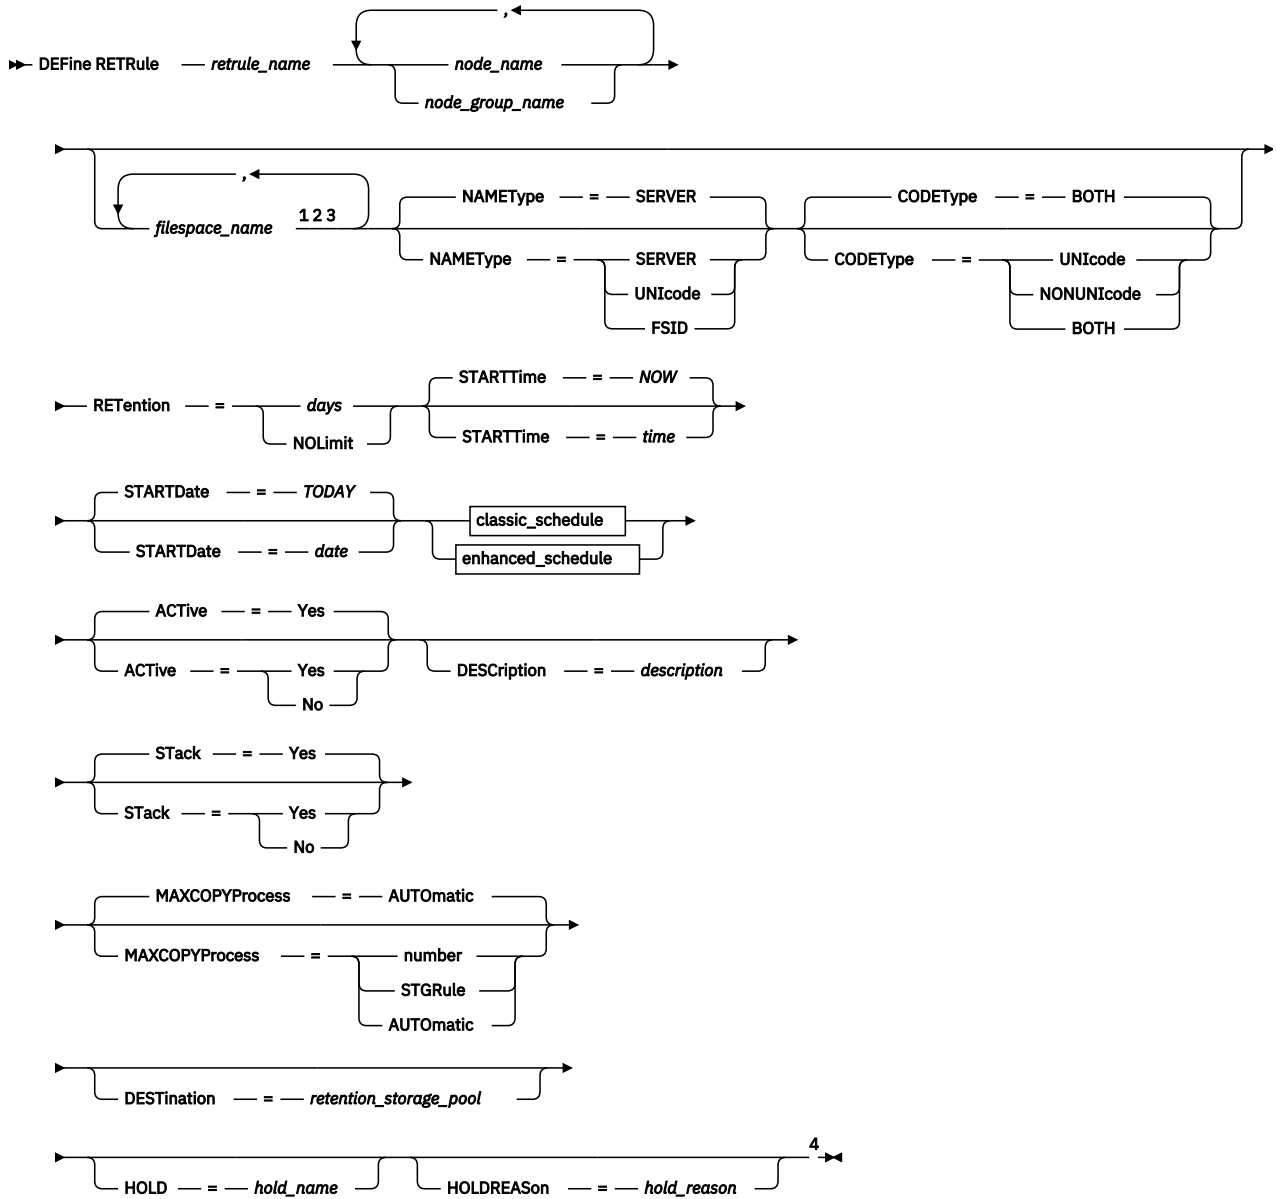 ,
DEFine RETRule retrule_name node_name
node_group_name
,
NAMEType = SERVER CODEType = BOTH
filespace_name 1 2 3
NAMEType = SERVER CODEType = UNIcode
UNIcode NONUNIcode
FSID BOTH
STARTTime = NOW
RETention = days
NOLimit STARTTime = time
STARTDate = TODAY
classic_schedule
STARTDate = date enhanced_schedule
ACTive = Yes
ACTive = Yes DESCription = description
No
STack = Yes
STack = Yes
No
MAXCOPYProcess = AUTOmatic
MAXCOPYProcess = number
STGRule
AUTOmatic
DESTination = retention_storage_pool
4
HOLD = hold_name HOLDREASon = hold_reason